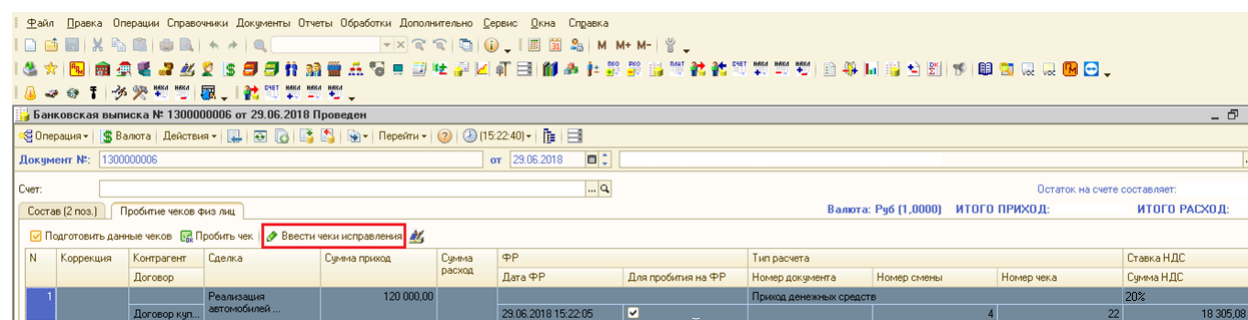 Файл Правка Операции Справочники Документы Отчеты Обработки Дополнительно Сервис Окна Справка
M M+ M-
Банковская выписка № 1300000006 от 29.06.2018 Проведен
Операция Валюта Действия Перейти (15:22:40)
Документ №: 1300000006 от 29.06.2018
Счет: ...
Остаток на счете составляет:
Состав (2 поз.) Пробитие чеков физ лиц Валюта: Руб (1,0000) ИТОГО ПРИХОД: ИТОГО РАСХОД:
Подготовить данные чеков Пробить чек Ввести чеки исправления
N Коррекция Контрагент Сделка Сумма приход Сумма расход ФР Тип расчета Ставка НДС
Договор Дата ФР Для пробития на ФР Номер документа Номер смены Номер чека Сумма НДС
1 Реализация автомобилей ... 120 000,00 Приход денежных средств 20%
Договор куп... 29.06.2018 15:22:05 4 22 18 305,08